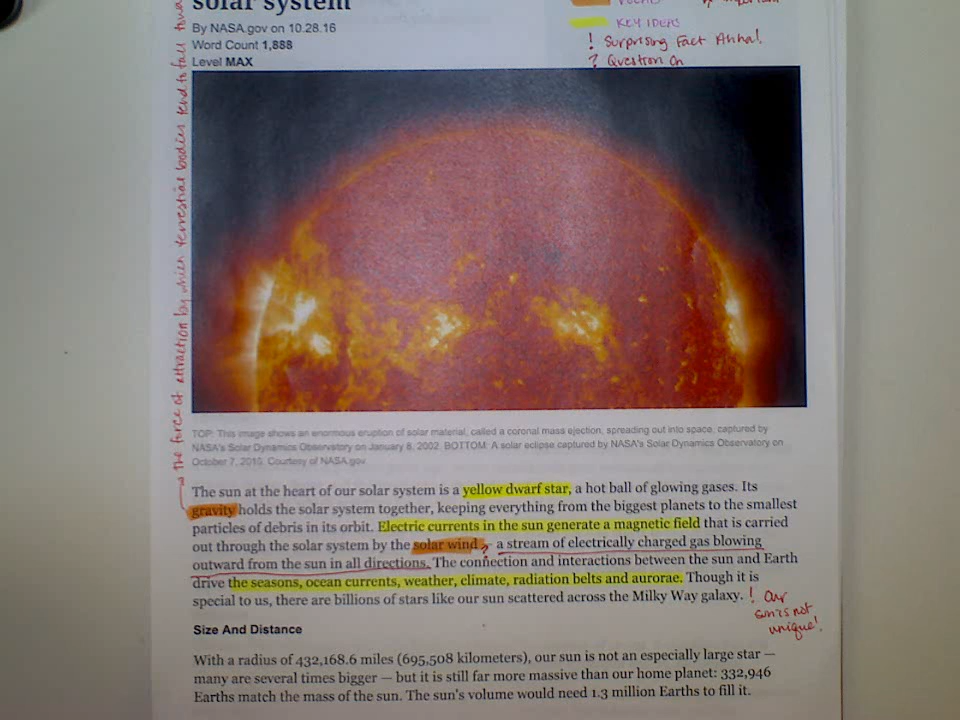 solar system
By NASA.gov on 10.28.16
Word Count 1,888
Level MAX
KEY IDEAS
! Surprising Fact Ahha!
? Question on
the force of attraction by which terrestrial bodies tend to fall
TOP: This image shows an enormous eruption of solar material, called a coronal mass ejection, spreading out into space, captured by
NASA's Solar Dynamics Observatory on January 8, 2002. BOTTOM: A solar eclipse captured by NASA's Solar Dynamics Observatory on
October 7, 2010. Courtesy of NASA.gov
The sun at the heart of our solar system is a yellow dwarf star, a hot ball of glowing gases. Its
gravity holds the solar system together, keeping everything from the biggest planets to the smallest
particles of debris in its orbit. Electric currents in the sun generate a magnetic field that is carried
out through the solar system by the solar wind ? — a stream of electrically charged gas blowing
outward from the sun in all directions. The connection and interactions between the sun and Earth
drive the seasons, ocean currents, weather, climate, radiation belts and aurorae. Though it is
special to us, there are billions of stars like our sun scattered across the Milky Way galaxy.
! Our
sun is not
unique!
Size And Distance
With a radius of 432,168.6 miles (695,508 kilometers), our sun is not an especially large star —
many are several times bigger — but it is still far more massive than our home planet: 332,946
Earths match the mass of the sun. The sun's volume would need 1.3 million Earths to fill it.